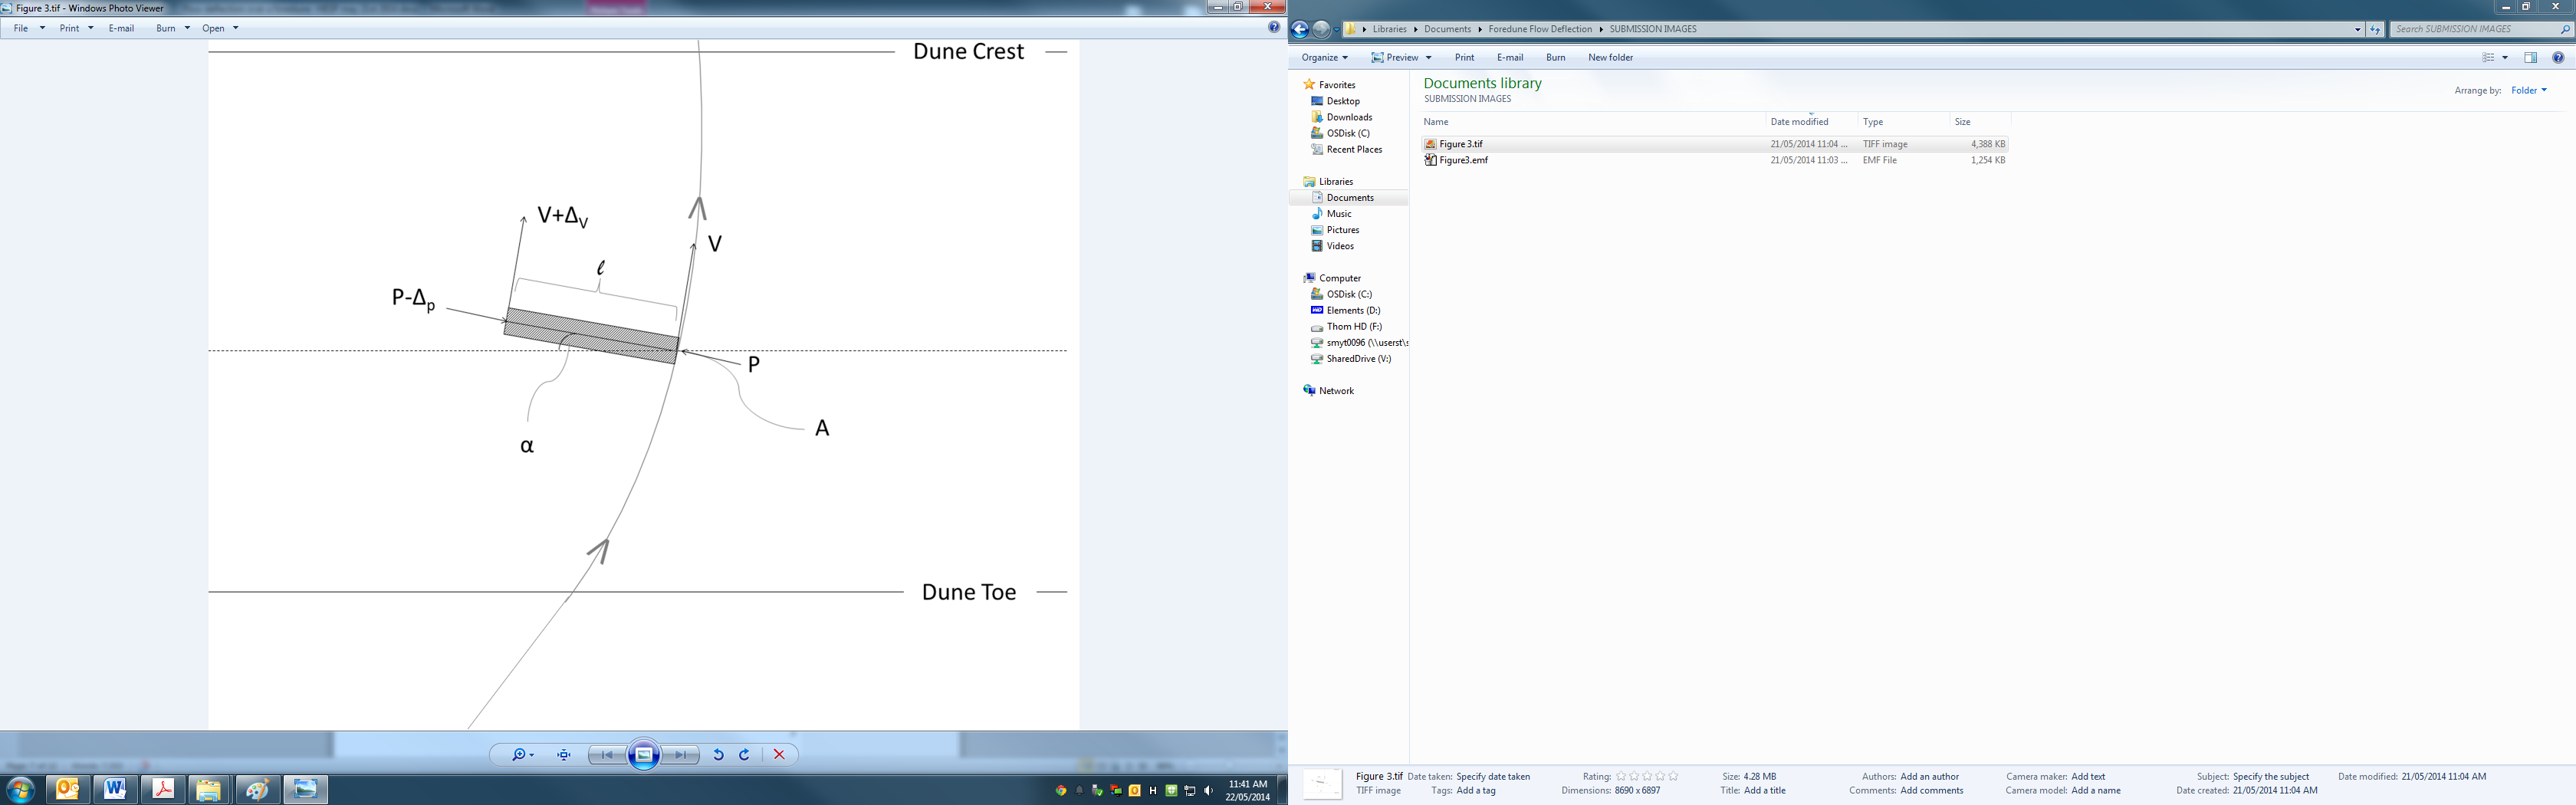 Figure 3.tif - Windows Photo Viewer
File Print E-mail Burn Open
Dune Crest
V+Δv
V
ℓ
P-Δp
P
A
α
Dune Toe
11:41 AM
22/05/2014
Libraries Documents Foredune Flow Deflection SUBMISSION IMAGES
Search SUBMISSION IMAGES
Organize Preview Print E-mail Burn New folder
Favorites
Desktop
Downloads
OSDisk (C)
Recent Places
Libraries
Documents
Music
Pictures
Videos
Computer
OSDisk (C:)
Elements (D:)
Thom HD (F:)
smyt0096 (\\userst\s
SharedDrive (V:)
Network
Documents library
SUBMISSION IMAGES
Arrange by: Folder
Name Date modified Type Size
Figure 3.tif 21/05/2014 11:04 ... TIFF image 4,388 KB
Figure3.emf 21/05/2014 11:03 ... EMF File 1,254 KB
Figure 3.tif Date taken: Specify date taken Rating: Size: 4.28 MB Authors: Add an author Camera maker: Add text Subject: Specify the subject Date modified: 21/05/2014 11:04 AM
TIFF image Tags: Add a tag Dimensions: 8690 x 6897 Title: Add a title Comments: Add comments Camera model: Add a name Date created: 21/05/2014 11:04 AM